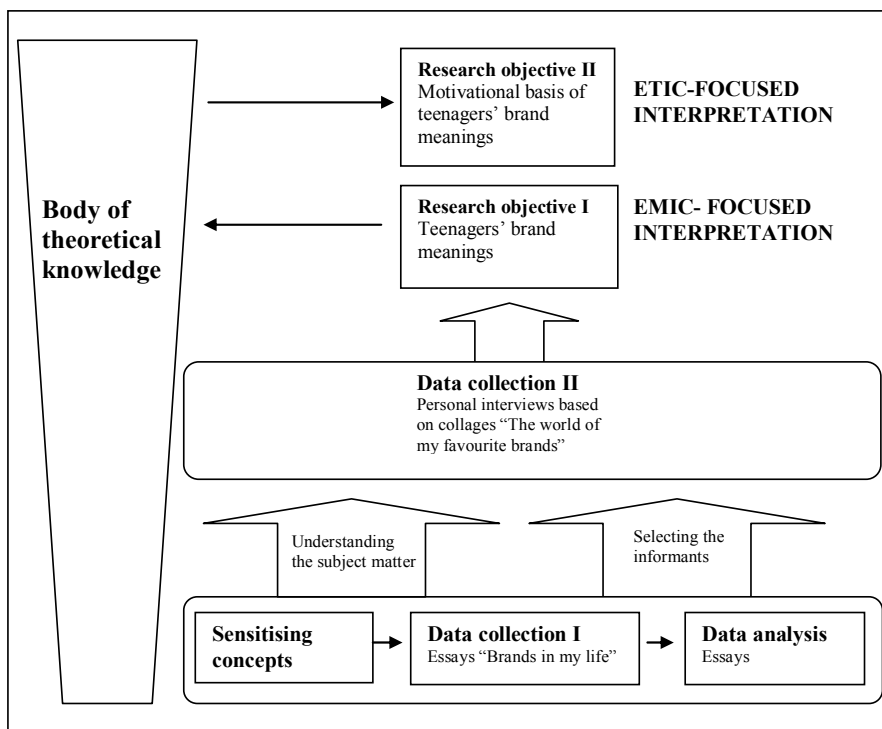 Research objective II
Motivational basis of
teenagers’ brand
meanings
ETIC-FOCUSED
INTERPRETATION
Body of
theoretical
knowledge
Research objective I
Teenagers’ brand
meanings
EMIC- FOCUSED
INTERPRETATION
Data collection II
Personal interviews based
on collages “The world of
my favourite brands”
Understanding
the subject matter
Selecting the
informants
Sensitising
concepts
Data collection I
Essays “Brands in my life”
Data analysis
Essays